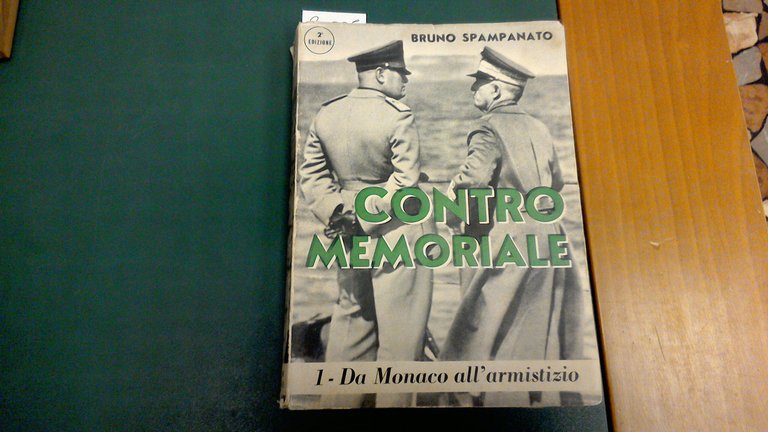 2ª
EDIZIONE
BRUNO SPAMPANATO
CONTRO
MEMORIALE
1 - Da Monaco all'armistizio